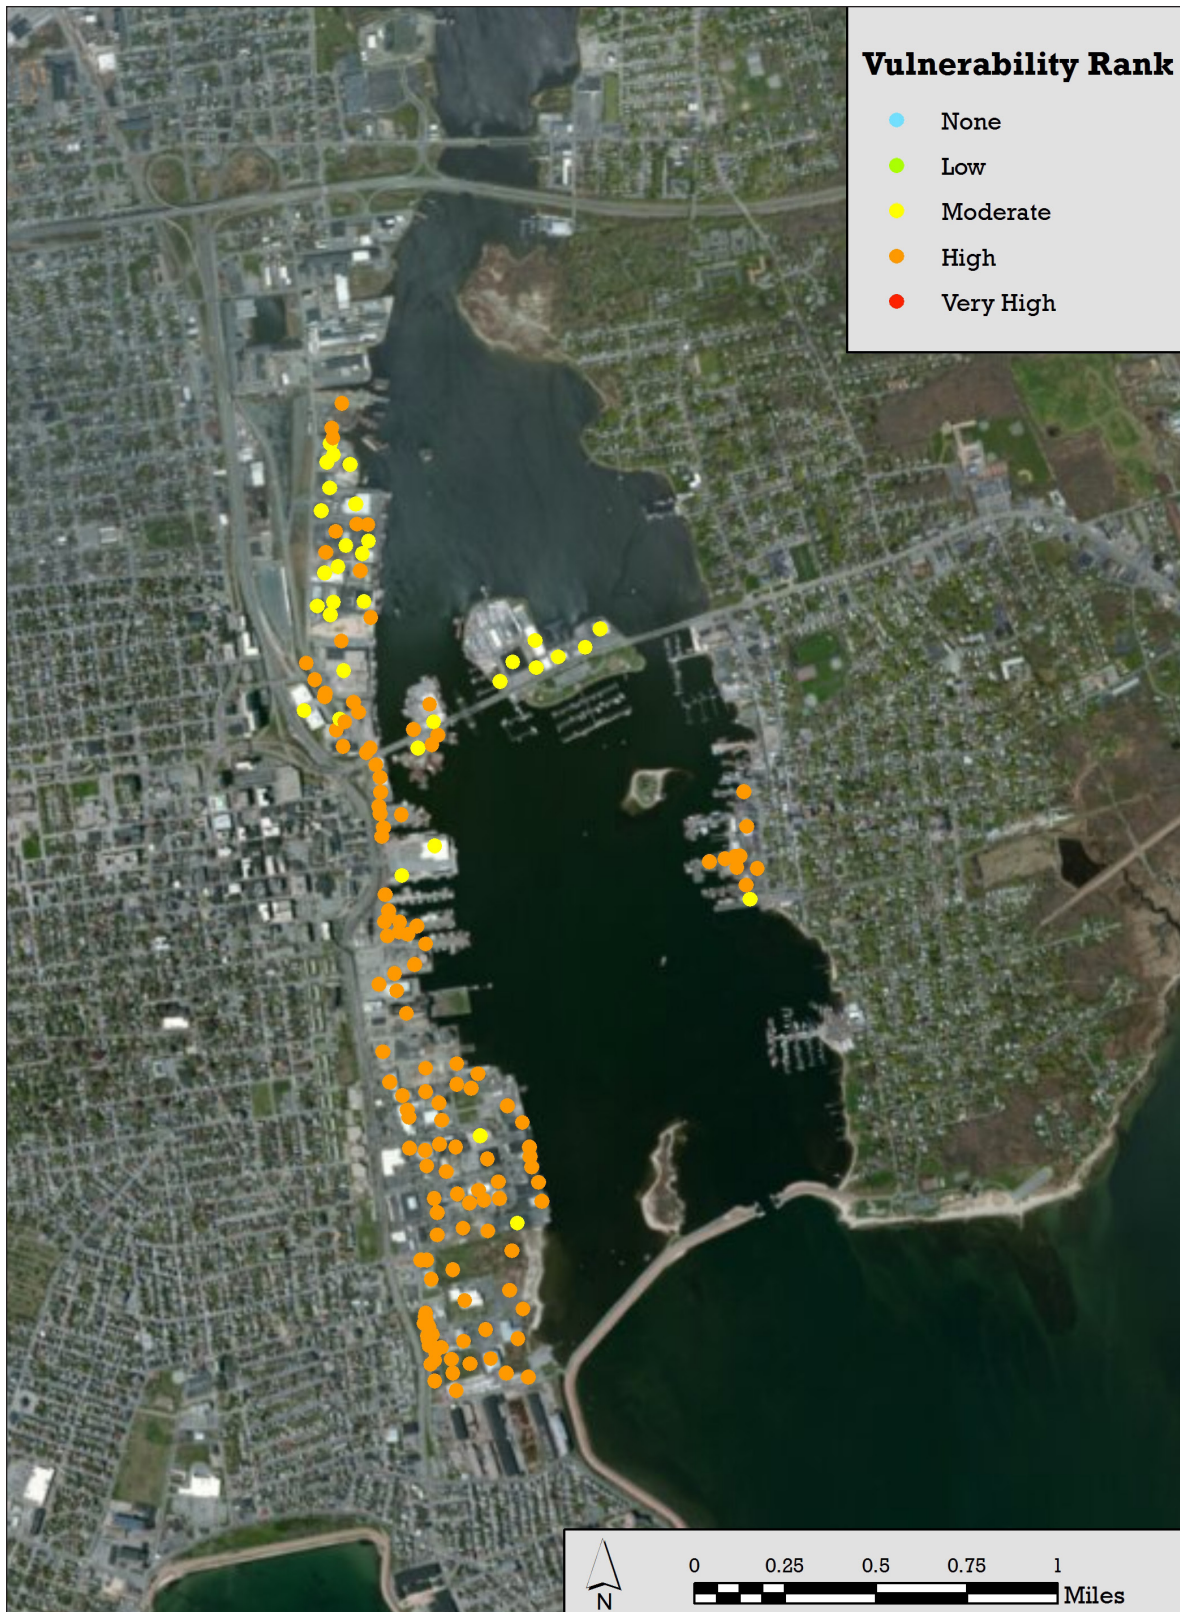 Vulnerability Rank
None
Low
Moderate
High
Very High
0 0.25 0.5 0.75 1
Miles
N